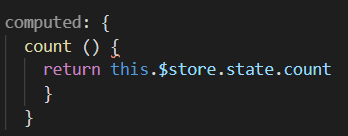 computed: {
  count () {
    return this.$store.state.count
    }
  }